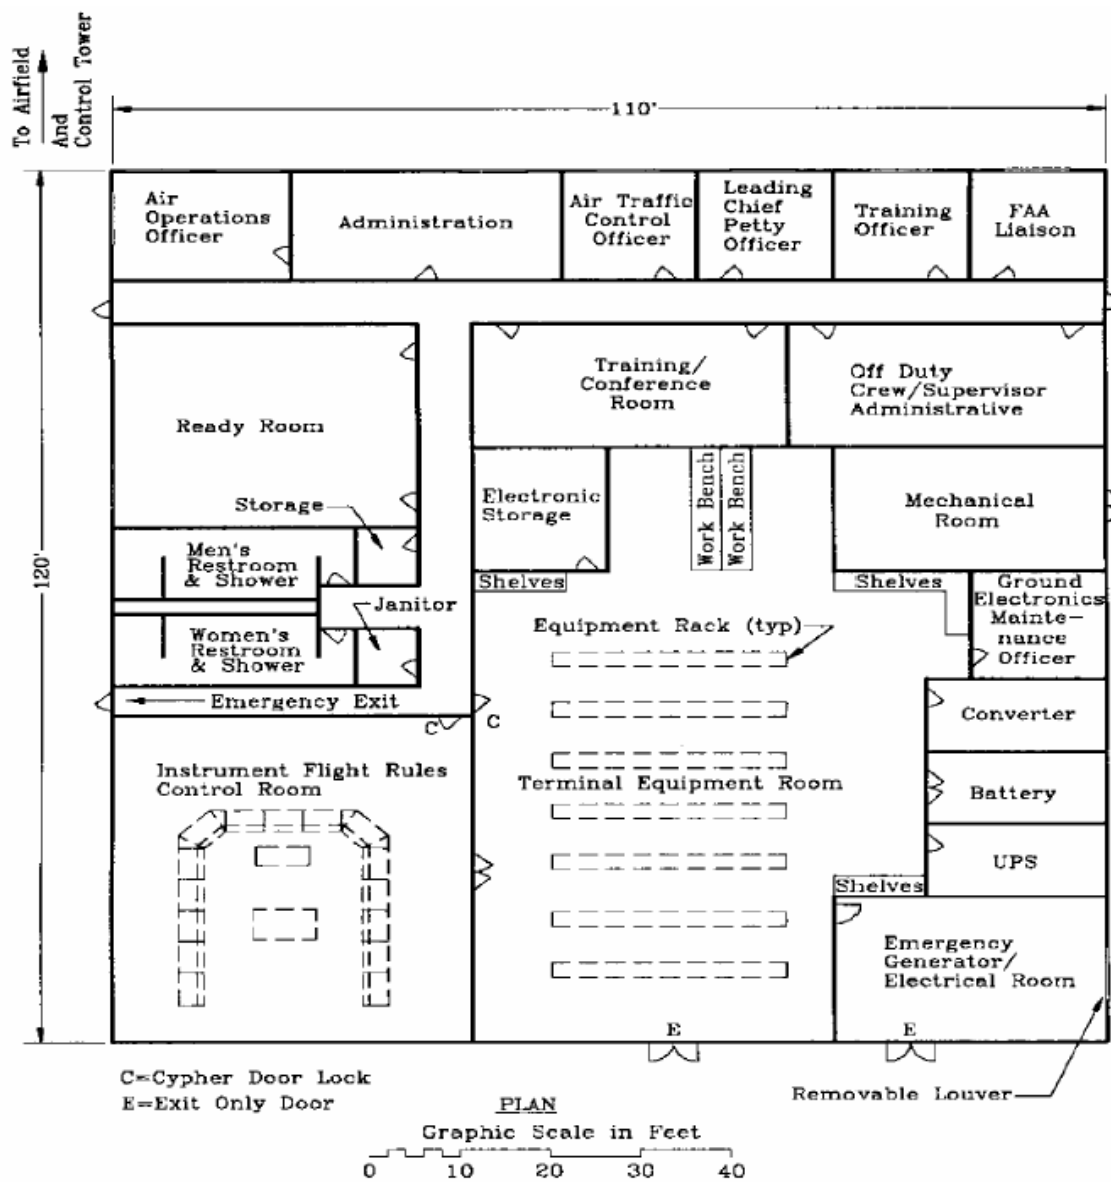 To Airfield
And
Control Tower
110'
120'
Air
Operations
Officer
Administration
Air Traffic
Control
Officer
Leading
Chief
Petty
Officer
Training
Officer
FAA
Liaison
Ready Room
Training/
Conference
Room
Off Duty
Crew/Supervisor
Administrative
Storage
Electronic
Storage
Work Bench
Work Bench
Mechanical
Room
Men's
Restroom
& Shower
Shelves
Shelves
Ground
Electronics
Mainte-
nance
Officer
Janitor
Women's
Restroom
& Shower
Equipment Rack (typ)
Emergency Exit
C
C
Converter
Instrument Flight Rules
Control Room
Terminal Equipment Room
Battery
UPS
Shelves
Emergency
Generator/
Electrical Room
E
E
C=Cypher Door Lock
E=Exit Only Door
Removable Louver
PLAN
Graphic Scale in Feet
0 10 20 30 40